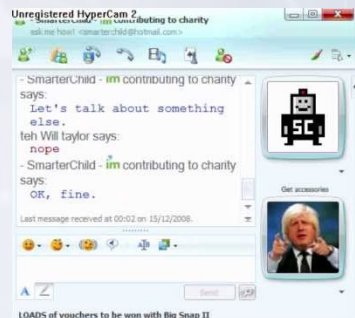 Unregistered HyperCam 2
- SmarterChild - im contributing to charity
ask me how! <smarterchild@hotmail.com>
- SmarterChild - im contributing to charity
says:
Let's talk about something
else.
teh Will taylor says:
nope
- SmarterChild - im contributing to charity
says:
OK, fine.
Last message received at 00:02 on 15/12/2008.
SC
Get accessories
A
Send
LOADS of vouchers to be won with Big Snap II